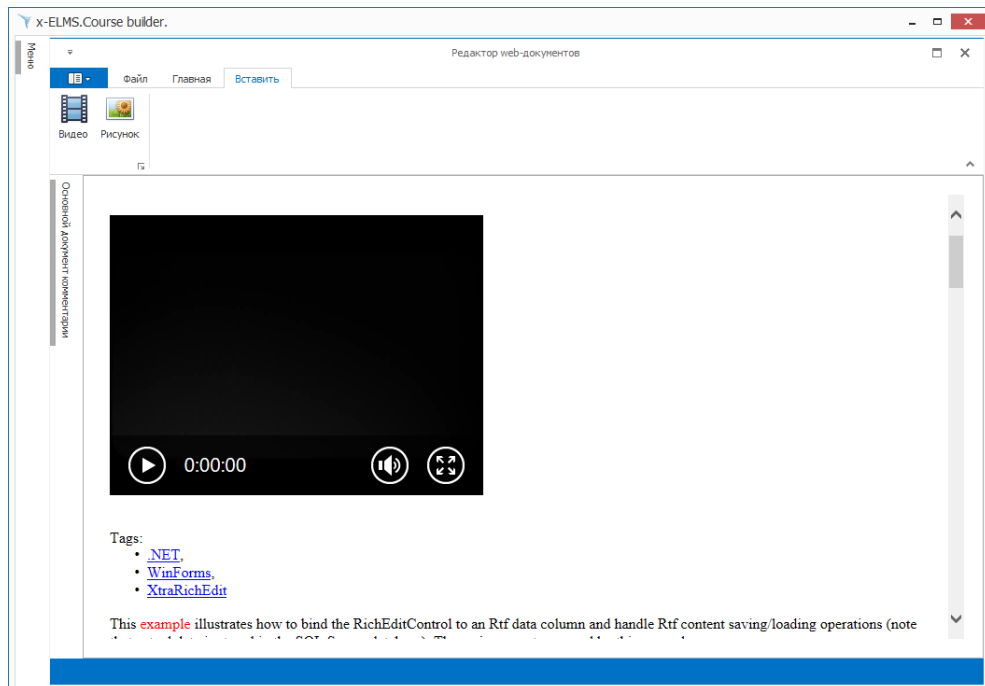 x-ELMS.Course builder.
Меню
Редактор web-документов
Файл Главная Вставить
Видео Рисунок
Основной документ комментарии
0:00:00
Tags:
• .NET,
• WinForms,
• XtraRichEdit
This example illustrates how to bind the RichEditControl to an Rtf data column and handle Rtf content saving/loading operations (note